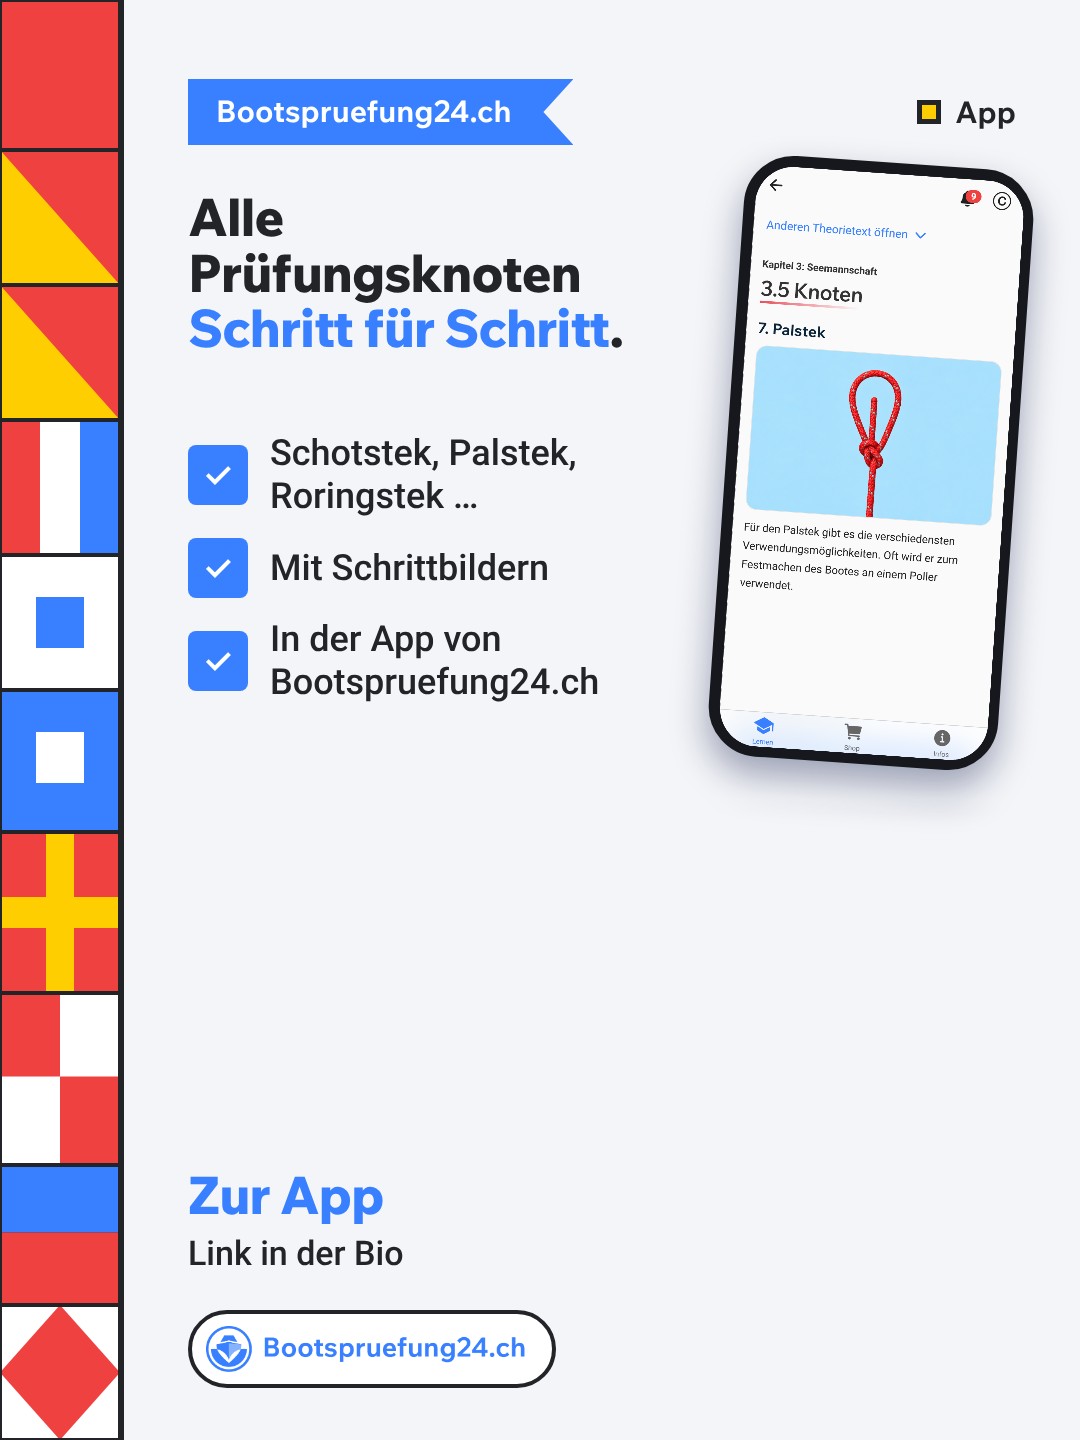 Bootspruefung24.ch
App
Alle
Prüfungsknoten
Schritt für Schritt.
Schotstek, Palstek,
Roringstek ...
Mit Schrittbildern
In der App von
Bootspruefung24.ch
9
C
Anderen Theorietext öffnen
Kapitel 3: Seemannschaft
3.5 Knoten
7. Palstek
Für den Palstek gibt es die verschiedensten
Verwendungsmöglichkeiten. Oft wird er zum
Festmachen des Bootes an einem Poller
verwendet.
Lernen
Shop
Infos
Zur App
Link in der Bio
Bootspruefung24.ch